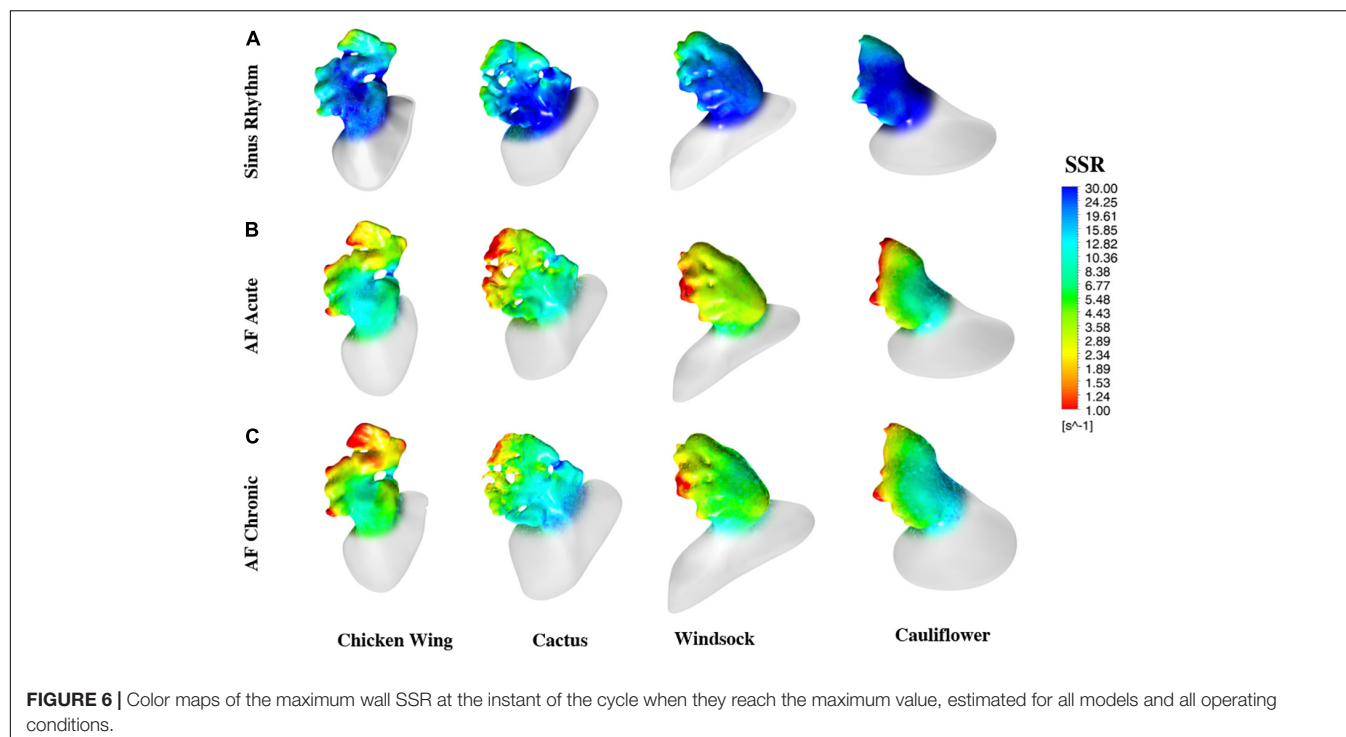 A
Sinus Rhythm
B
AF Acute
C
AF Chronic
SSR
30.00
24.25
19.61
15.85
12.82
10.36
8.38
6.77
5.48
4.43
3.58
2.89
2.34
1.89
1.53
1.24
1.00
[s^-1]
Chicken Wing
Cactus
Windsock
Cauliflower
FIGURE 6 | Color maps of the maximum wall SSR at the instant of the cycle when they reach the maximum value, estimated for all models and all operating
conditions.